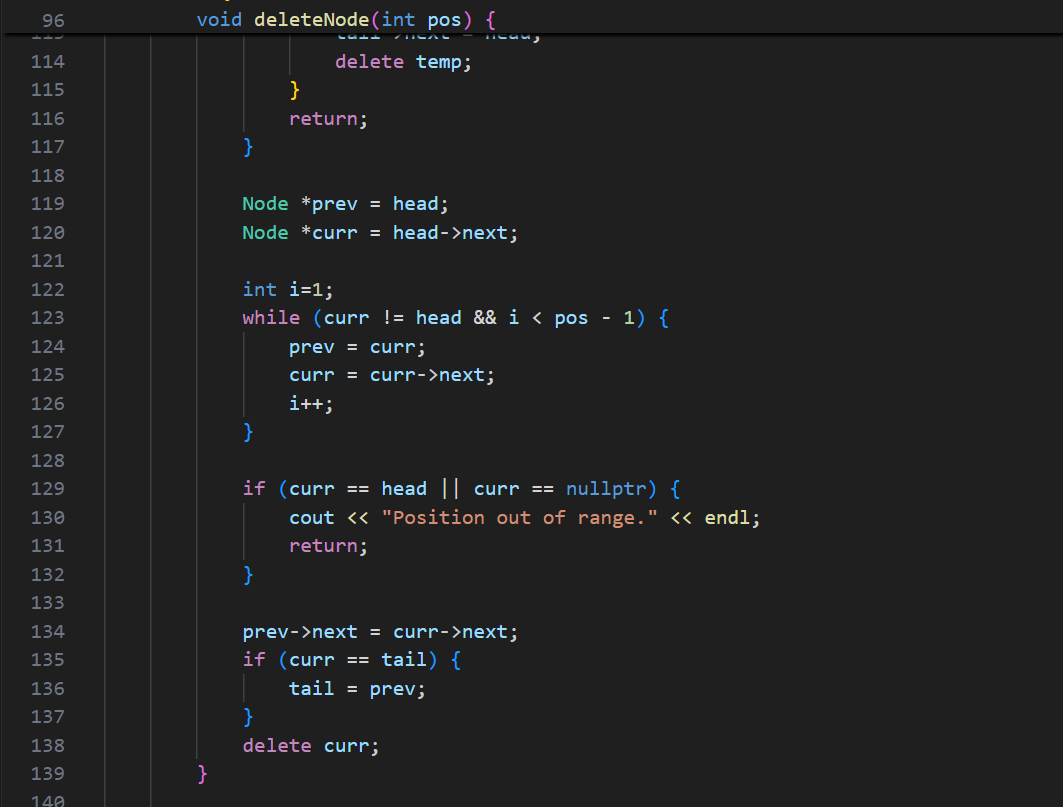 96 void deleteNode(int pos) {
113 tail->next = head;
114 delete temp;
115 }
116 return;
117 }
118
119 Node *prev = head;
120 Node *curr = head->next;
121
122 int i=1;
123 while (curr != head && i < pos - 1) {
124 prev = curr;
125 curr = curr->next;
126 i++;
127 }
128
129 if (curr == head || curr == nullptr) {
130 cout << "Position out of range." << endl;
131 return;
132 }
133
134 prev->next = curr->next;
135 if (curr == tail) {
136 tail = prev;
137 }
138 delete curr;
139 }
140